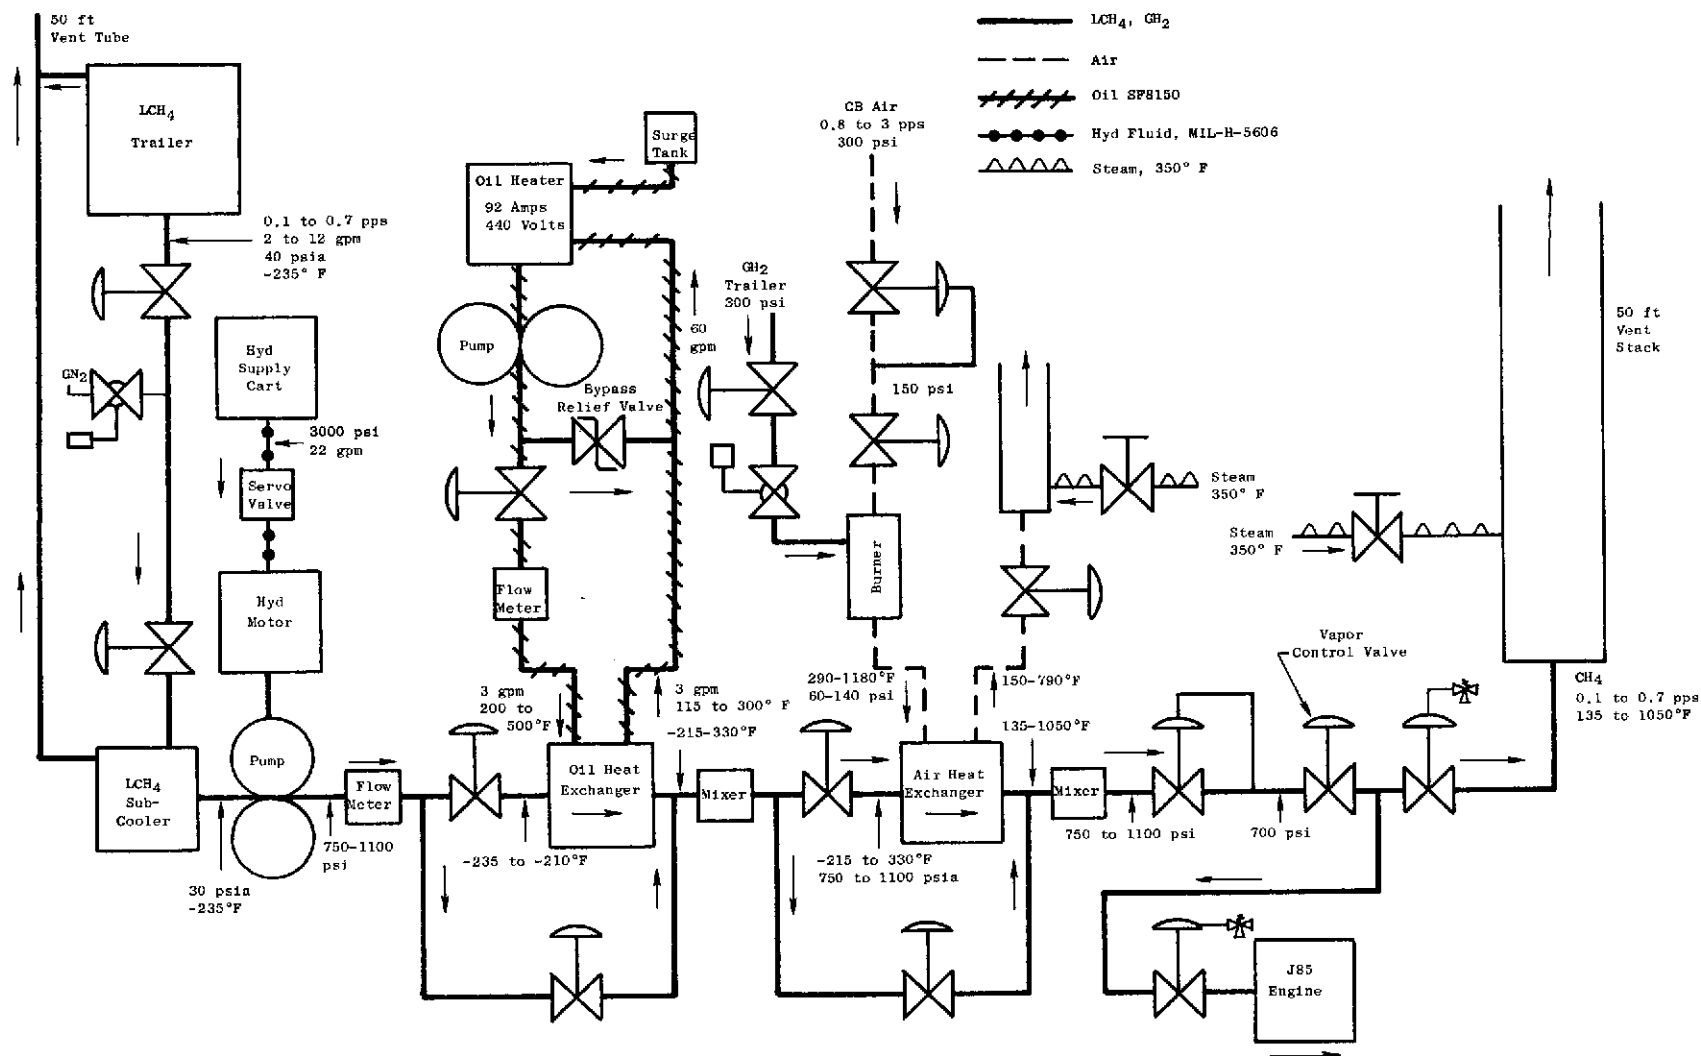 50 ft
Vent Tube
LCH4
Trailer
0.1 to 0.7 pps
2 to 12 gpm
40 psia
-235° F
GN2
Hyd
Supply
Cart
3000 psi
22 gpm
Servo
Valve
Hyd
Motor
Pump
LCH4
Sub-
Cooler
30 psia
-235°F
750-1100
psi
Flow
Meter
Surge
Tank
Oil Heater
92 Amps
440 Volts
Pump
60
gpm
Bypass
Relief Valve
Flow
Meter
3 gpm
200 to
500°F
3 gpm
115 to 300° F
-215-330°F
Oil Heat
Exchanger
-235 to -210°F
Mixer
GH2
Trailer
300 psi
CB Air
0.8 to 3 pps
300 psi
150 psi
Burner
290-1180°F
60-140 psi
150-790°F
135-1050°F
Air Heat
Exchanger
-215 to 330°F
750 to 1100 psia
Mixer
750 to 1100 psi
700 psi
Vapor
Control Valve
Steam
350° F
Steam
350° F
LCH4, GH2
Air
Oil SF8150
Hyd Fluid, MIL-H-5606
Steam, 350° F
50 ft
Vent
Stack
CH4
0.1 to 0.7 pps
135 to 1050°F
J85
Engine